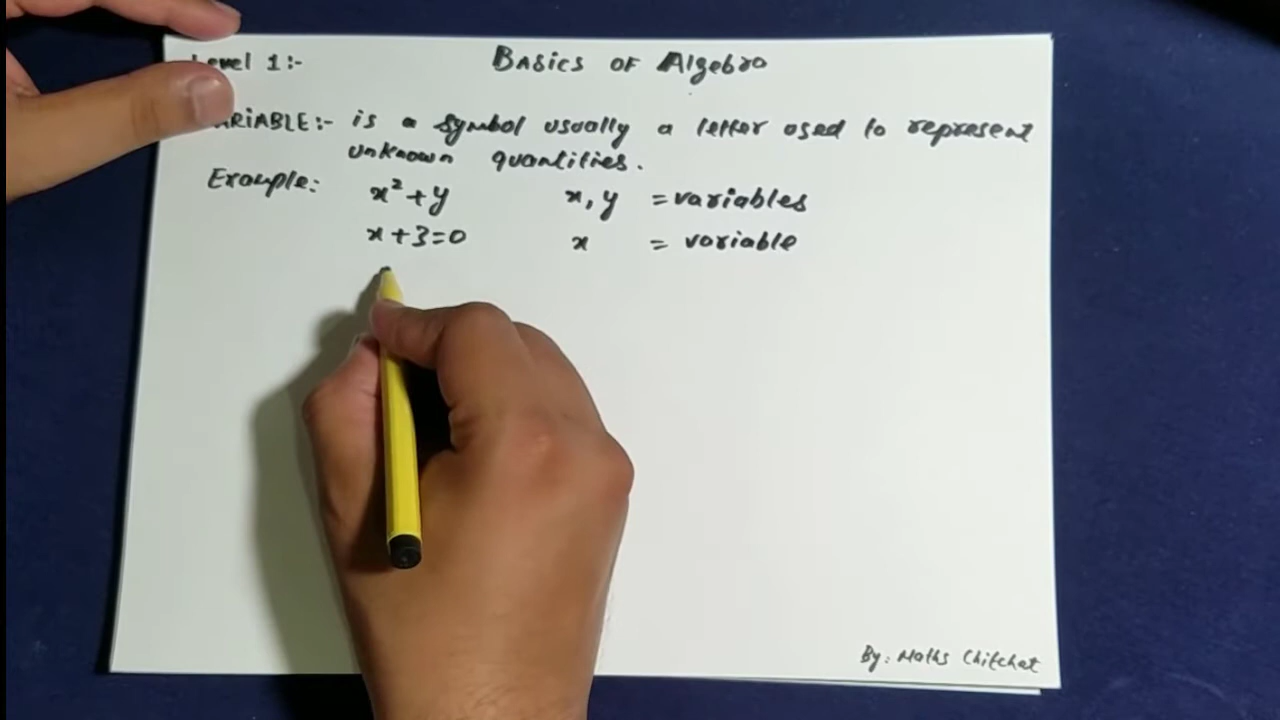 Level 1:- BASICS OF Algebra
VARIABLE:- is a symbol usually a letter used to represent
unknown quantities.
Example: x²+y x, y = variables
x+3=0 x = variable
By: Maths Chitchat